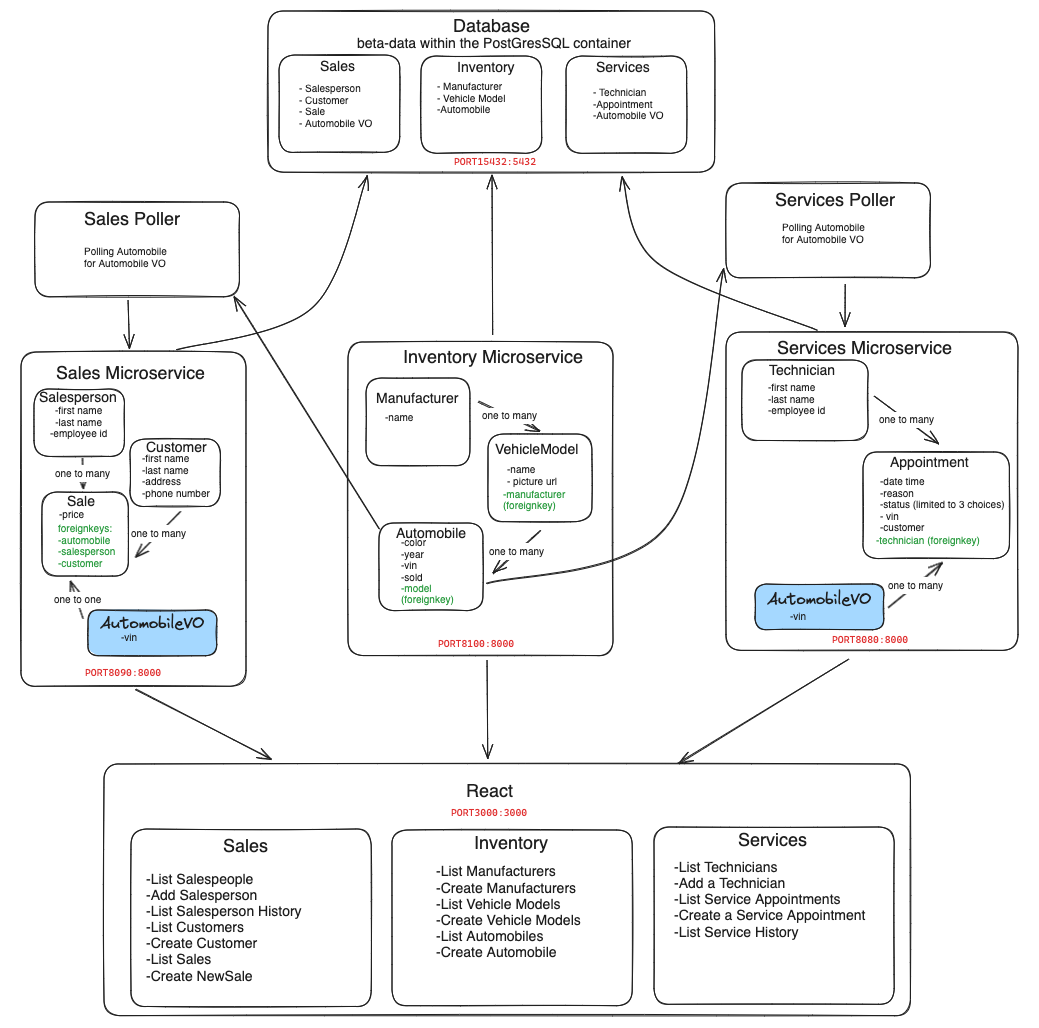 Database
beta-data within the PostGresSQL container
Sales
- Salesperson
- Customer
- Sale
- Automobile VO
Inventory
- Manufacturer
- Vehicle Model
-Automobile
Services
- Technician
-Appointment
-Automobile VO
PORT15432:5432
Sales Poller
Polling Automobile
for Automobile VO
Services Poller
Polling Automobile
for Automobile VO
Sales Microservice
Salesperson
-first name
-last name
-employee id
one to many
Customer
-first name
-last name
-address
-phone number
one to many
Sale
-price
foreignkeys:
-automobile
-salesperson
-customer
one to one
AutomobileVO
-vin
PORT8090:8000
Inventory Microservice
Manufacturer
-name
one to many
VehicleModel
-name
- picture url
-manufacturer
(foreignkey)
one to many
Automobile
-color
-year
-vin
-sold
-model
(foreignkey)
PORT8100:8000
Services Microservice
Technician
-first name
-last name
-employee id
one to many
Appointment
-date time
-reason
-status (limited to 3 choices)
- vin
-customer
-technician (foreignkey)
one to many
AutomobileVO
-vin
PORT8080:8000
React
PORT3000:3000
Sales
-List Salespeople
-Add Salesperson
-List Salesperson History
-List Customers
-Create Customer
-List Sales
-Create NewSale
Inventory
-List Manufacturers
-Create Manufacturers
-List Vehicle Models
-Create Vehicle Models
-List Automobiles
-Create Automobile
Services
-List Technicians
-Add a Technician
-List Service Appointments
-Create a Service Appointment
-List Service History